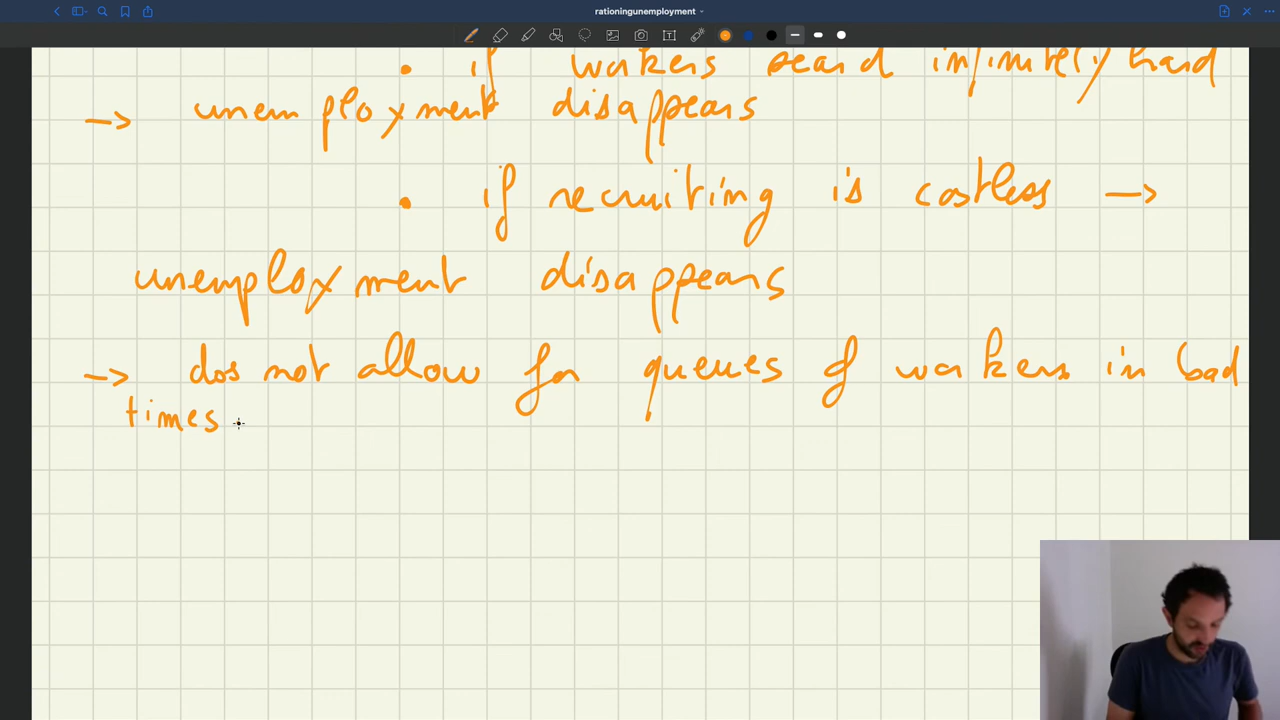 rationingunemployment
• if workers search infinitely hard
→ unemployment disappears
• if recruiting is costless →
unemployment disappears
→ dos not allow for queues of workers in bad
times